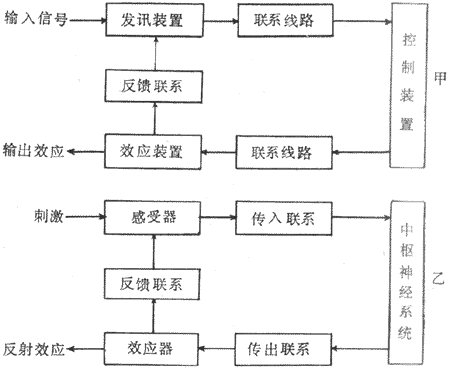 输入信号
发讯装置
联系线路
控制装置
甲
反馈联系
输出效应
效应装置
联系线路
刺激
感受器
传入联系
中枢神经系统
乙
反馈联系
反射效应
效应器
传出联系